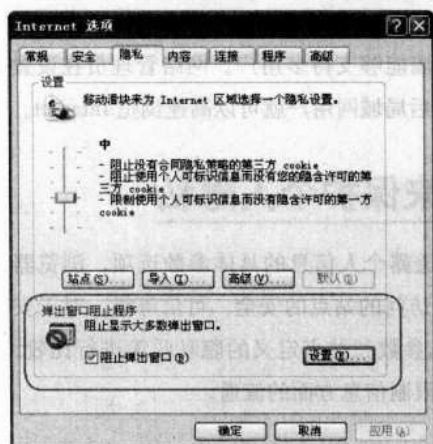 Internet 选项
常规 安全 隐私 内容 连接 程序 高级
设置
移动滑块来为 Internet 区域选择一个隐私设置。
中
- 阻止没有合同隐私策略的第三方 cookie
- 阻止使用个人可标识信息而没有您的隐含许可的第
三方 cookie
- 限制使用个人可标识信息而没有隐含许可的第一方
cookie
站点(S)... 导入(I)... 高级(V)... 默认(D)
弹出窗口阻止程序
阻止显示大多数弹出窗口。
阻止弹出窗口(B) 设置(E)...
确定 取消 应用(A)